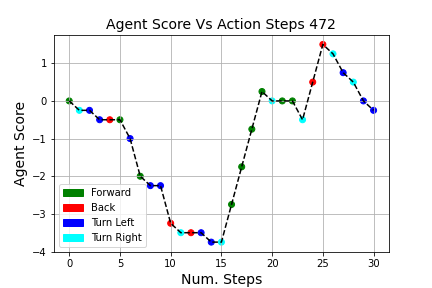 Agent Score Vs Action Steps 472
Agent Score
1
0
−1
−2
−3
−4
Forward
Back
Turn Left
Turn Right
0 5 10 15 20 25 30
Num. Steps